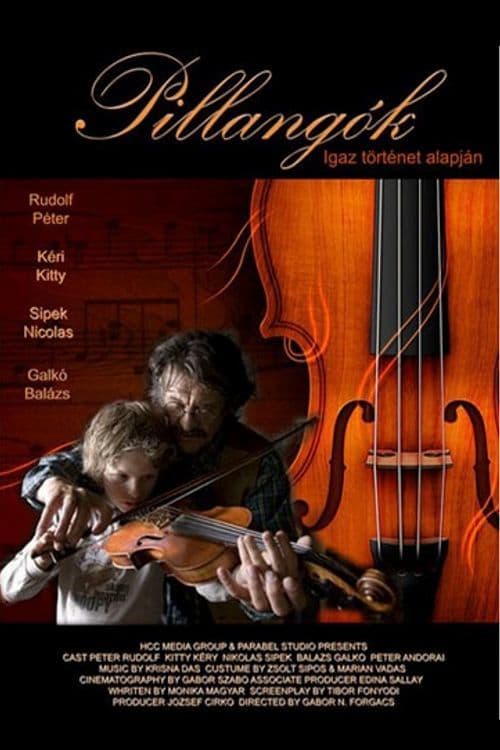 Pillangók
Igaz történet alapján
Rudolf
Péter
Kéri
Kitty
Sipek
Nicolas
Galkó
Balázs
HCC MEDIA GROUP & PARABEL STUDIO PRESENTS
CAST PETER RUDOLF KITTY KÉRY NIKOLAS SIPEK BALAZS GALKO PETER ANDORAI
MUSIC BY KRISNA DAS CUSTUME BY ZSOLT SIPOS & MARIAN VADAS
CINEMATOGRAPHY BY GABOR SZABO ASSOCIATE PRODUCER EDINA SALLAY
WHRITEN BY MONIKA MAGYAR SCREENPLAY BY TIBOR FONYODI
PRODUCER JOZSEF CIRKO DIRECTED BY GABOR N. FORGACS